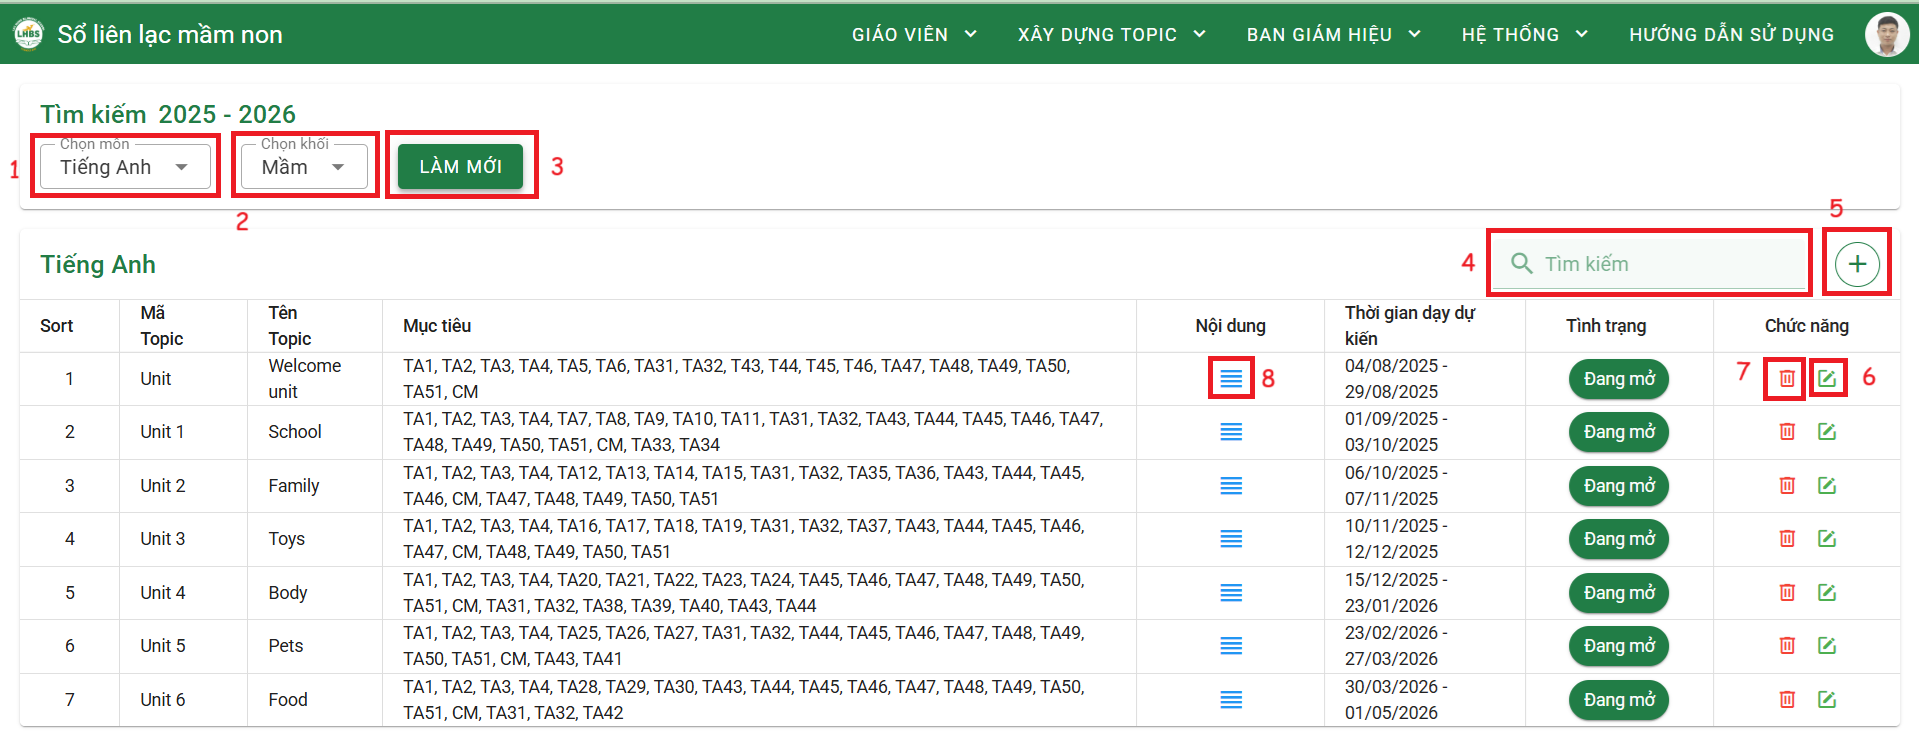 LHBS
Sổ liên lạc mầm non
GIÁO VIÊN
XÂY DỰNG TOPIC
BAN GIÁM HIỆU
HỆ THỐNG
HƯỚNG DẪN SỬ DỤNG
Tìm kiếm 2025 - 2026
1
Chọn môn
Tiếng Anh
Chọn khối
Mầm
2
LÀM MỚI
3
Tiếng Anh
4
Tìm kiếm
5
+
Sort
Mã
Topic
Tên
Topic
Mục tiêu
Nội dung
Thời gian dạy dự
kiến
Tình trạng
Chức năng
1
Unit
Welcome
unit
TA1, TA2, TA3, TA4, TA5, TA6, TA31, TA32, T43, T44, T45, T46, TA47, TA48, TA49, TA50,
TA51, CM
8
04/08/2025 -
29/08/2025
Đang mở
7
6
2
Unit 1
School
TA1, TA2, TA3, TA4, TA7, TA8, TA9, TA10, TA11, TA31, TA32, TA43, TA44, TA45, TA46, TA47,
TA48, TA49, TA50, TA51, CM, TA33, TA34
01/09/2025 -
03/10/2025
Đang mở
3
Unit 2
Family
TA1, TA2, TA3, TA4, TA12, TA13, TA14, TA15, TA31, TA32, TA35, TA36, TA43, TA44, TA45,
TA46, CM, TA47, TA48, TA49, TA50, TA51
06/10/2025 -
07/11/2025
Đang mở
4
Unit 3
Toys
TA1, TA2, TA3, TA4, TA16, TA17, TA18, TA19, TA31, TA32, TA37, TA43, TA44, TA45, TA46,
TA47, CM, TA48, TA49, TA50, TA51
10/11/2025 -
12/12/2025
Đang mở
5
Unit 4
Body
TA1, TA2, TA3, TA4, TA20, TA21, TA22, TA23, TA24, TA45, TA46, TA47, TA48, TA49, TA50,
TA51, CM, TA31, TA32, TA38, TA39, TA40, TA43, TA44
15/12/2025 -
23/01/2026
Đang mở
6
Unit 5
Pets
TA1, TA2, TA3, TA4, TA25, TA26, TA27, TA31, TA32, TA44, TA45, TA46, TA47, TA48, TA49,
TA50, TA51, CM, TA43, TA41
23/02/2026 -
27/03/2026
Đang mở
7
Unit 6
Food
TA1, TA2, TA3, TA4, TA28, TA29, TA30, TA43, TA44, TA45, TA46, TA47, TA48, TA49, TA50,
TA51, CM, TA31, TA32, TA42
30/03/2026 -
01/05/2026
Đang mở